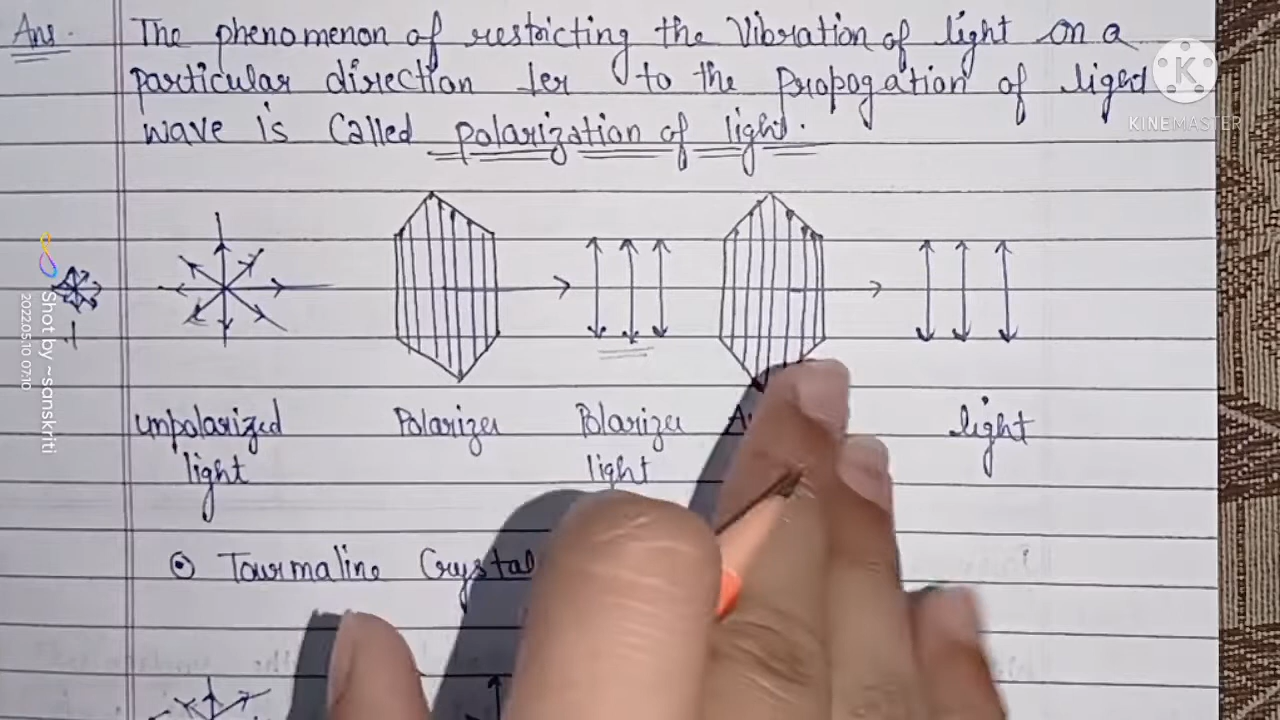 Ans.
The phenomenon of restricting the Vibration of light on a
particular direction ler to the Propogation of light
wave is Called polarization of light.
K
KINEMASTER
unpolarized
light
Polarizer
Polarizer
light
light
Tourmaline Crystal
Shot by ~sanskriti
2022.05.10 07:10